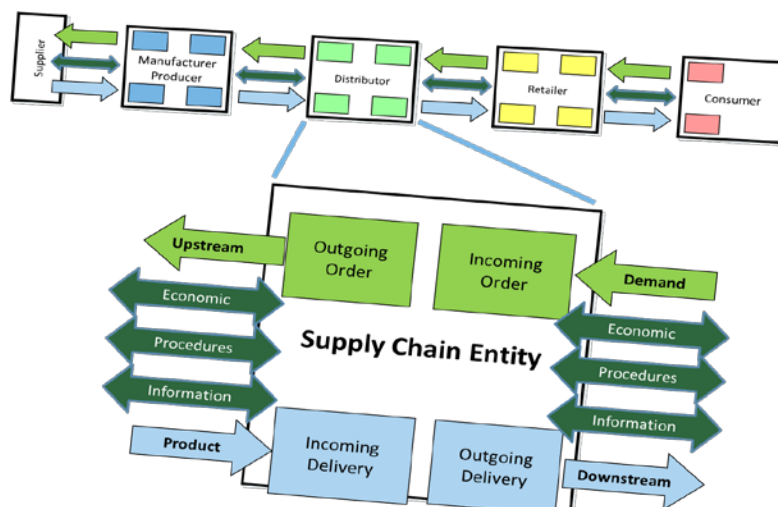 Supplier
Manufacturer
Producer
Distributor
Retailer
Consumer
Upstream
Outgoing
Order
Incoming
Order
Demand
Economic
Procedures
Information
Supply Chain Entity
Economic
Procedures
Information
Product
Incoming
Delivery
Outgoing
Delivery
Downstream